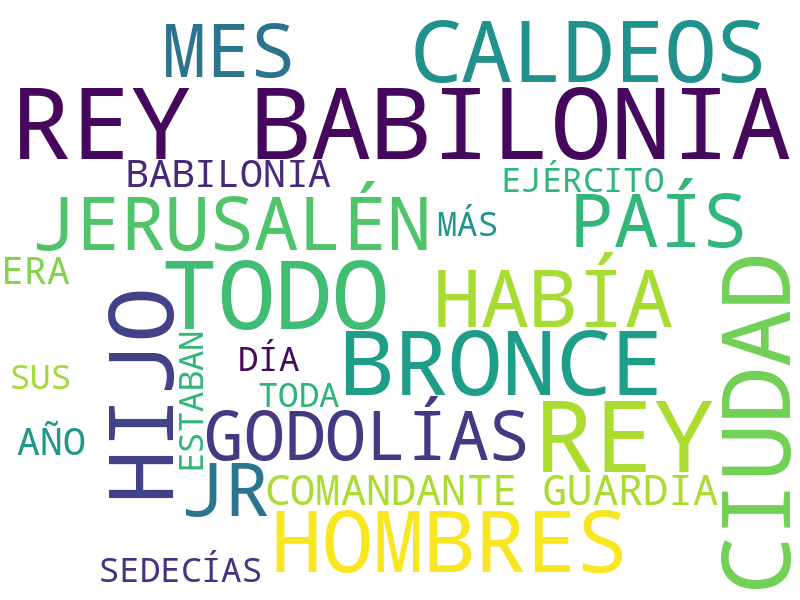 MES
CALDEOS
REY BABILONIA
BABILONIA
EJÉRCITO
JERUSALÉN
MÁS
PAÍS
ERA
TODO
HABÍA
CIUDAD
HIJO
ESTABAN
DÍA
BRONCE
SUS
TODA
AÑO
GODOLÍAS
REY
JR
COMANDANTE GUARDIA
HOMBRES
SEDECÍAS